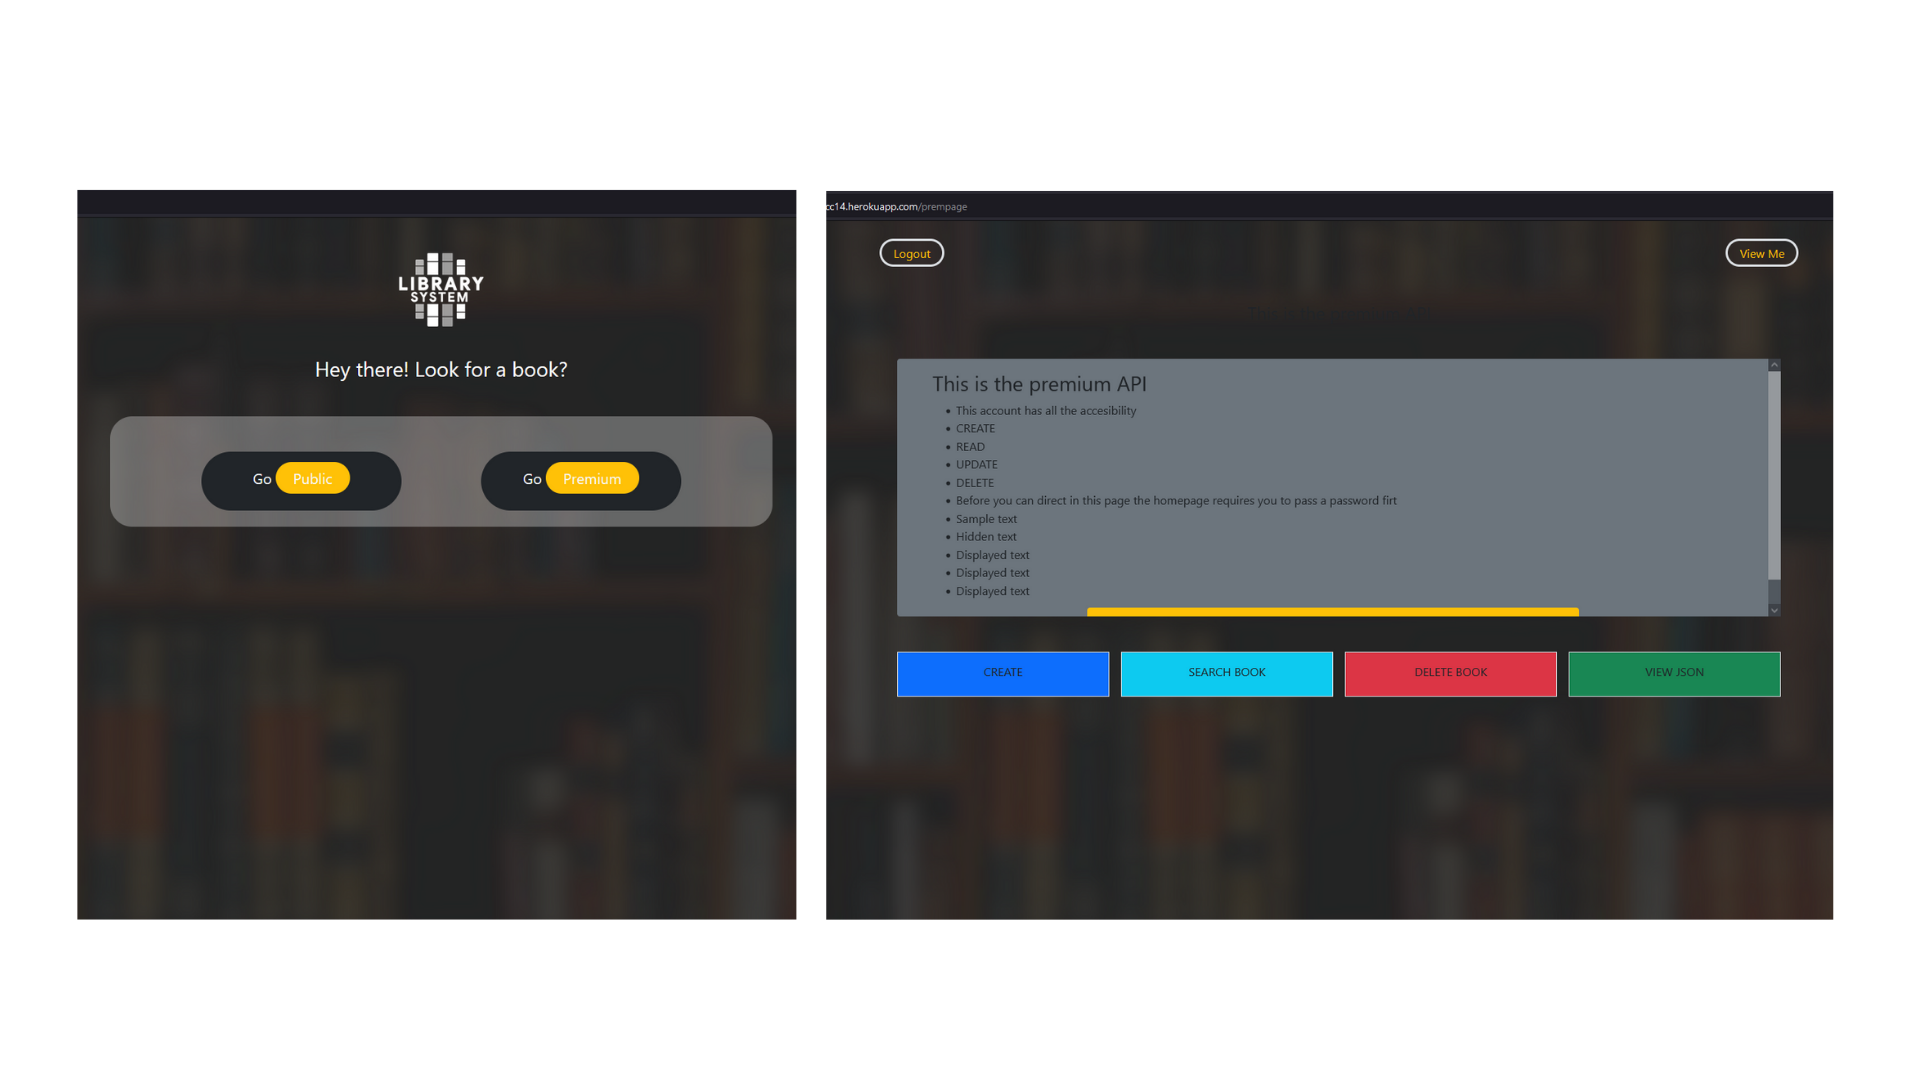 LIBRARY
SYSTEM
Hey there! Look for a book?
Go Public
Go Premium
cc14.herokuapp.com/prempage
Logout
View Me
This is the premium API
This account has all the accesibility
CREATE
READ
UPDATE
DELETE
Before you can direct in this page the homepage requires you to pass a password firt
Sample text
Hidden text
Displayed text
Displayed text
Displayed text
CREATE
SEARCH BOOK
DELETE BOOK
VIEW JSON